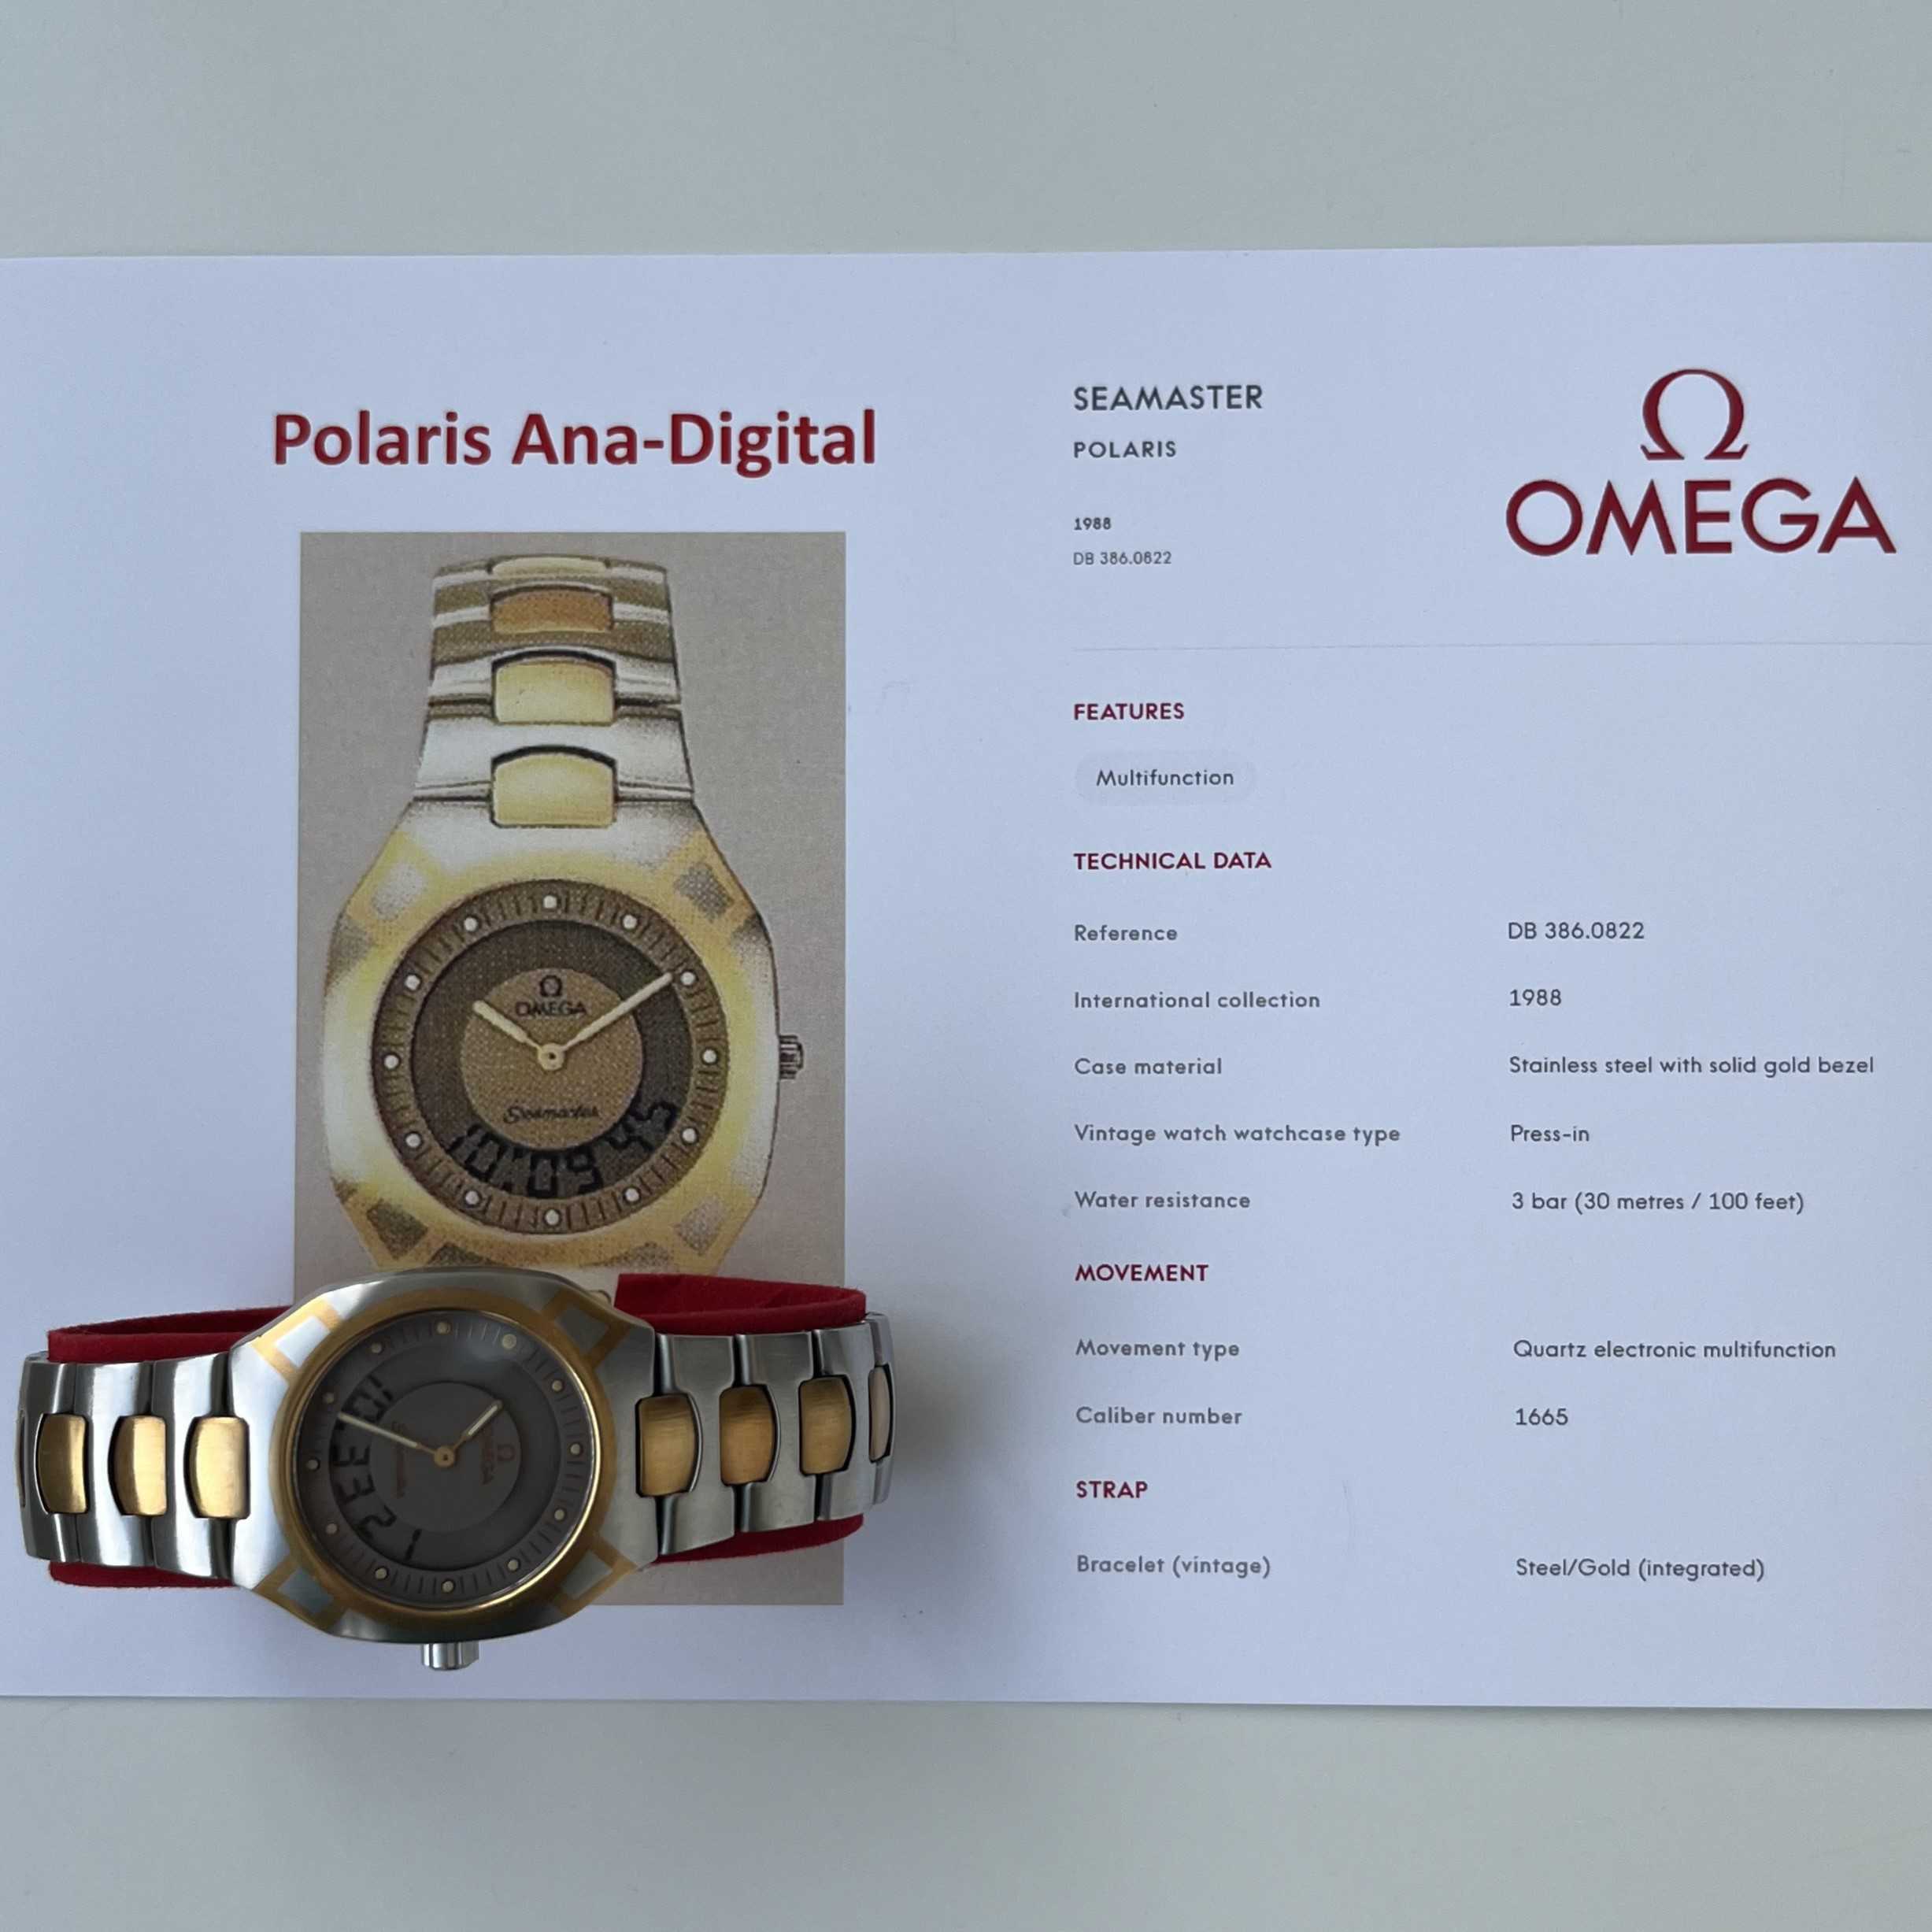 Polaris Ana-Digital
Ω
OMEGA
Seamaster
10:09 45
SEAMASTER
POLARIS
1988
DB 386.0822
Ω
OMEGA
FEATURES
Multifunction
TECHNICAL DATA
Reference DB 386.0822
International collection 1988
Case material Stainless steel with solid gold bezel
Vintage watch watchcase type Press-in
Water resistance 3 bar (30 metres / 100 feet)
MOVEMENT
Movement type Quartz electronic multifunction
Caliber number 1665
STRAP
Bracelet (vintage) Steel/Gold (integrated)
Ω
OMEGA
Seamaster